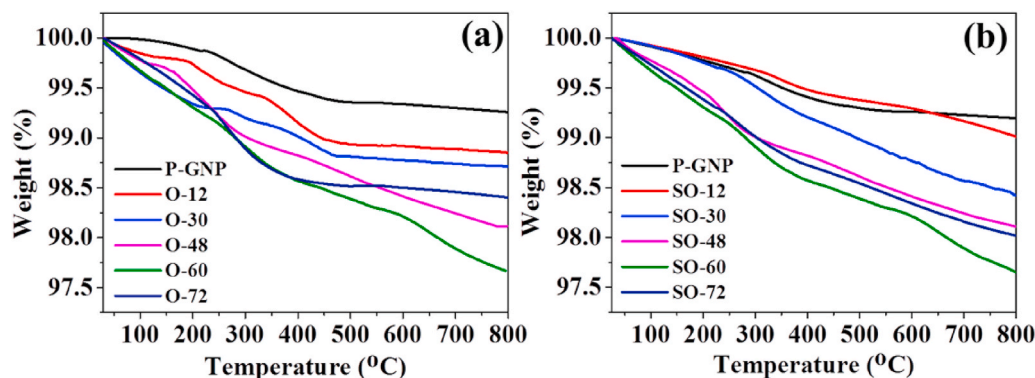 (a)
100.0
99.5
99.0
98.5
98.0
97.5
Weight (%)
P-GNP
O-12
O-30
O-48
O-60
O-72
100 200 300 400 500 600 700 800
Temperature (⁰C)
(b)
100.0
99.5
99.0
98.5
98.0
97.5
Weight (%)
P-GNP
SO-12
SO-30
SO-48
SO-60
SO-72
100 200 300 400 500 600 700 800
Temperature (⁰C)